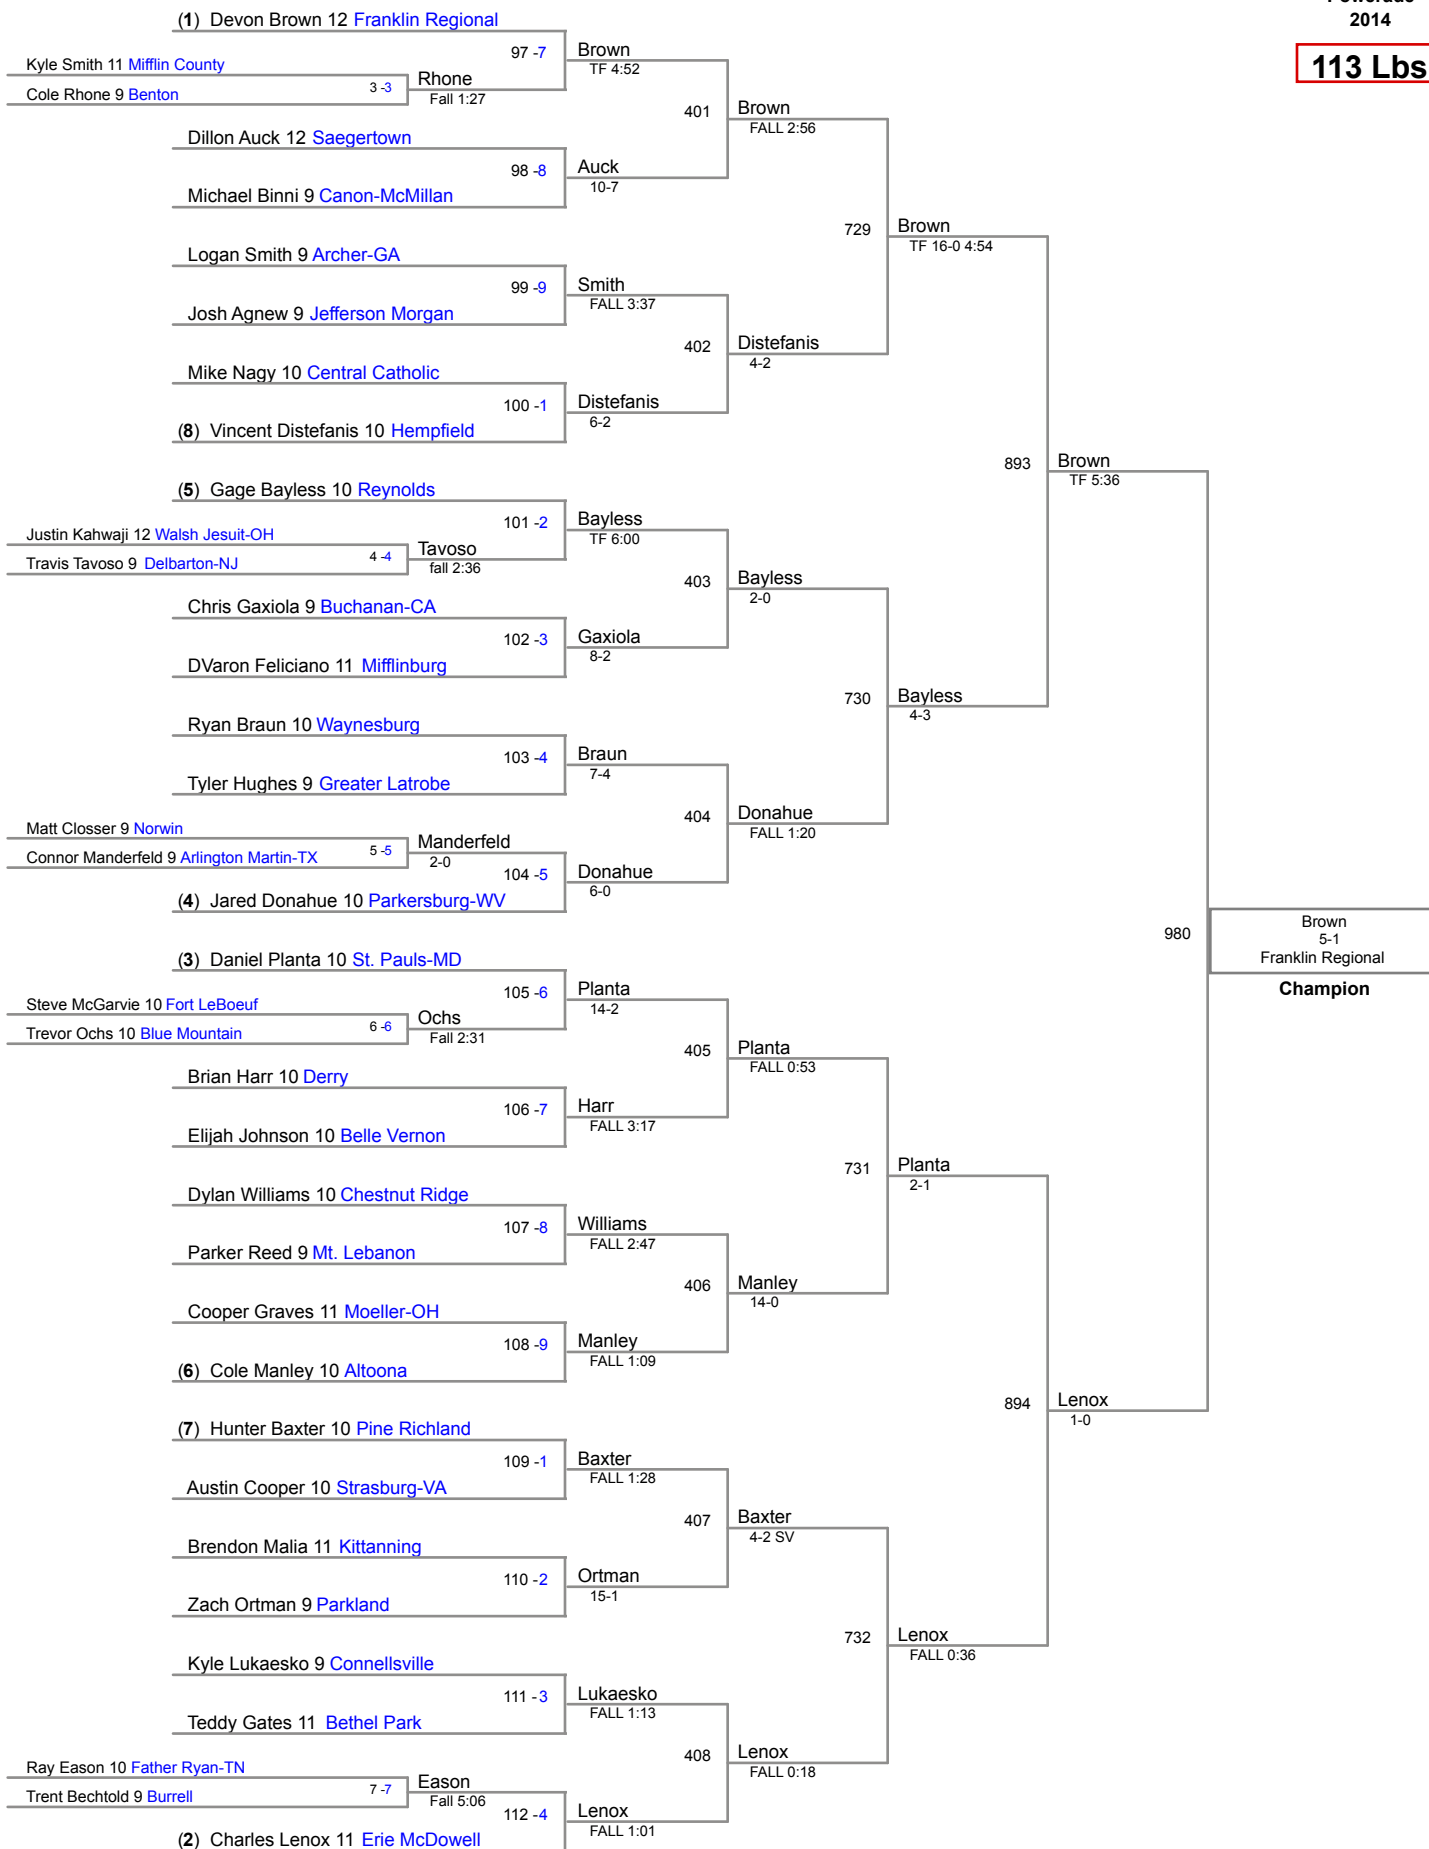 2014
113 Lbs
(1) Devon Brown 12 Franklin Regional
97 -7
Brown
TF 4:52
Kyle Smith 11 Mifflin County
Cole Rhone 9 Benton
3 -3
Rhone
Fall 1:27
401
Brown
FALL 2:56
Dillon Auck 12 Saegertown
98 -8
Auck
10-7
Michael Binni 9 Canon-McMillan
729
Brown
TF 16-0 4:54
Logan Smith 9 Archer-GA
99 -9
Smith
FALL 3:37
Josh Agnew 9 Jefferson Morgan
402
Distefanis
4-2
Mike Nagy 10 Central Catholic
100 -1
Distefanis
6-2
(8) Vincent Distefanis 10 Hempfield
893
Brown
TF 5:36
(5) Gage Bayless 10 Reynolds
101 -2
Bayless
TF 6:00
Justin Kahwaji 12 Walsh Jesuit-OH
Travis Tavoso 9 Delbarton-NJ
4 -4
Tavoso
fall 2:36
403
Bayless
2-0
Chris Gaxiola 9 Buchanan-CA
102 -3
Gaxiola
8-2
DVaron Feliciano 11 Mifflinburg
730
Bayless
4-3
Ryan Braun 10 Waynesburg
103 -4
Braun
7-4
Tyler Hughes 9 Greater Latrobe
404
Donahue
FALL 1:20
Matt Closser 9 Norwin
Connor Manderfeld 9 Arlington Martin-TX
5 -5
Manderfeld
2-0
104 -5
Donahue
6-0
(4) Jared Donahue 10 Parkersburg-WV
980
Brown
5-1
Franklin Regional
Champion
(3) Daniel Planta 10 St. Pauls-MD
105 -6
Planta
14-2
Steve McGarvie 10 Fort LeBoeuf
Trevor Ochs 10 Blue Mountain
6 -6
Ochs
Fall 2:31
405
Planta
FALL 0:53
Brian Harr 10 Derry
106 -7
Harr
FALL 3:17
Elijah Johnson 10 Belle Vernon
731
Planta
2-1
Dylan Williams 10 Chestnut Ridge
107 -8
Williams
FALL 2:47
Parker Reed 9 Mt. Lebanon
406
Manley
14-0
Cooper Graves 11 Moeller-OH
108 -9
Manley
FALL 1:09
(6) Cole Manley 10 Altoona
894
Lenox
1-0
(7) Hunter Baxter 10 Pine Richland
109 -1
Baxter
FALL 1:28
Austin Cooper 10 Strasburg-VA
407
Baxter
4-2 SV
Brendon Malia 11 Kittanning
110 -2
Ortman
15-1
Zach Ortman 9 Parkland
732
Lenox
FALL 0:36
Kyle Lukaesko 9 Connellsville
111 -3
Lukaesko
FALL 1:13
Teddy Gates 11 Bethel Park
408
Lenox
FALL 0:18
Ray Eason 10 Father Ryan-TN
Trent Bechtold 9 Burrell
7 -7
Eason
Fall 5:06
112 -4
Lenox
FALL 1:01
(2) Charles Lenox 11 Erie McDowell